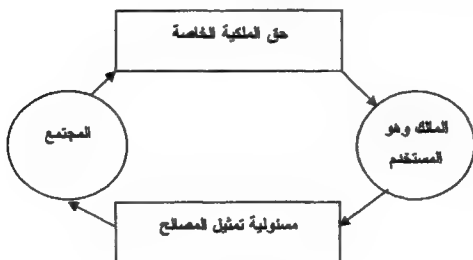 حق الملكية الخاصة
المالك وهو
المستخدم
المجتمع
مسئولية تمثيل المصالح